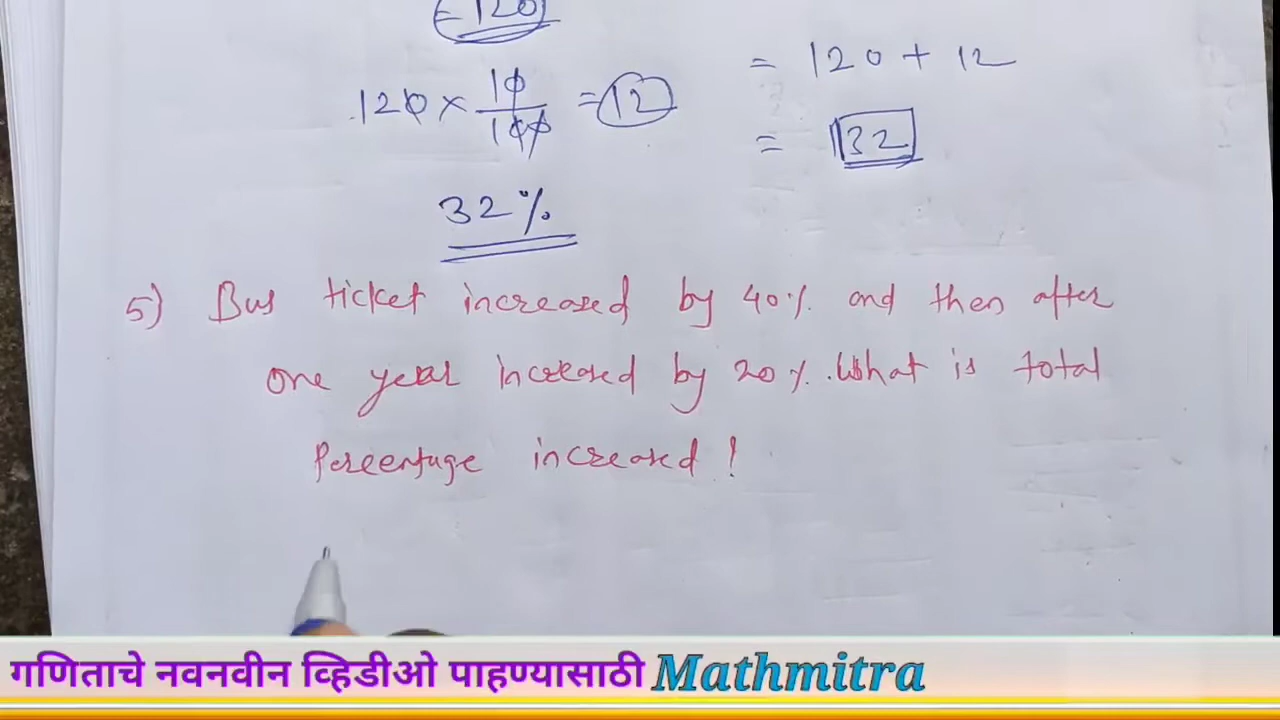 = 120
= 120 + 12
120 × 10/100 = 12
= 132
32%
5) Bus ticket increased by 40% and then after
one year increased by 20%. What is total
Percentage increased !
गणिताचे नवनवीन व्हिडीओ पाहण्यासाठी Mathmitra